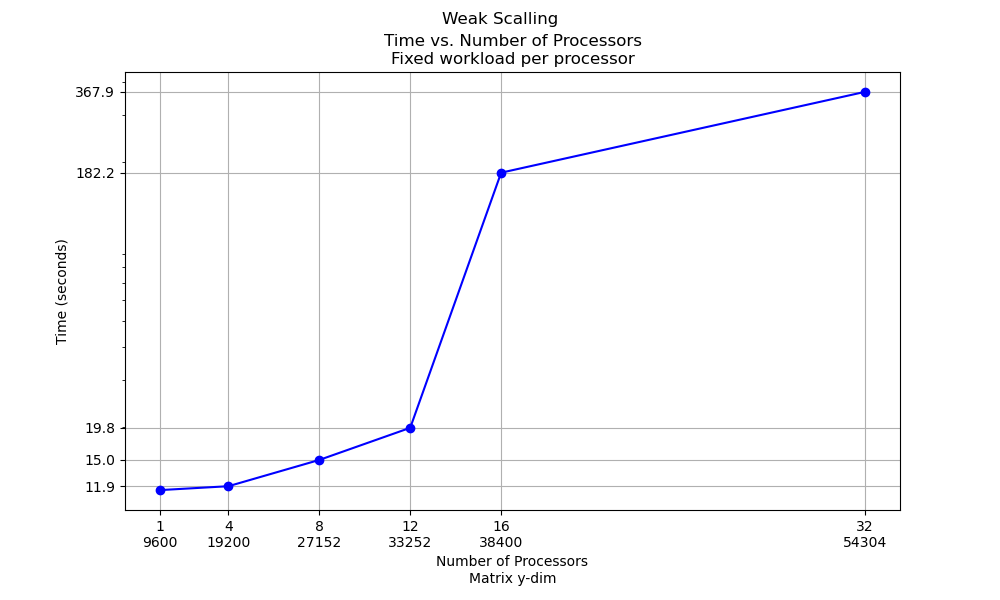 Weak Scalling
Time vs. Number of Processors
Fixed workload per processor
Time (seconds)
367.9
182.2
19.8
15.0
11.9
1 4 8 12 16 32
9600 19200 27152 33252 38400 54304
Number of Processors
Matrix y-dim